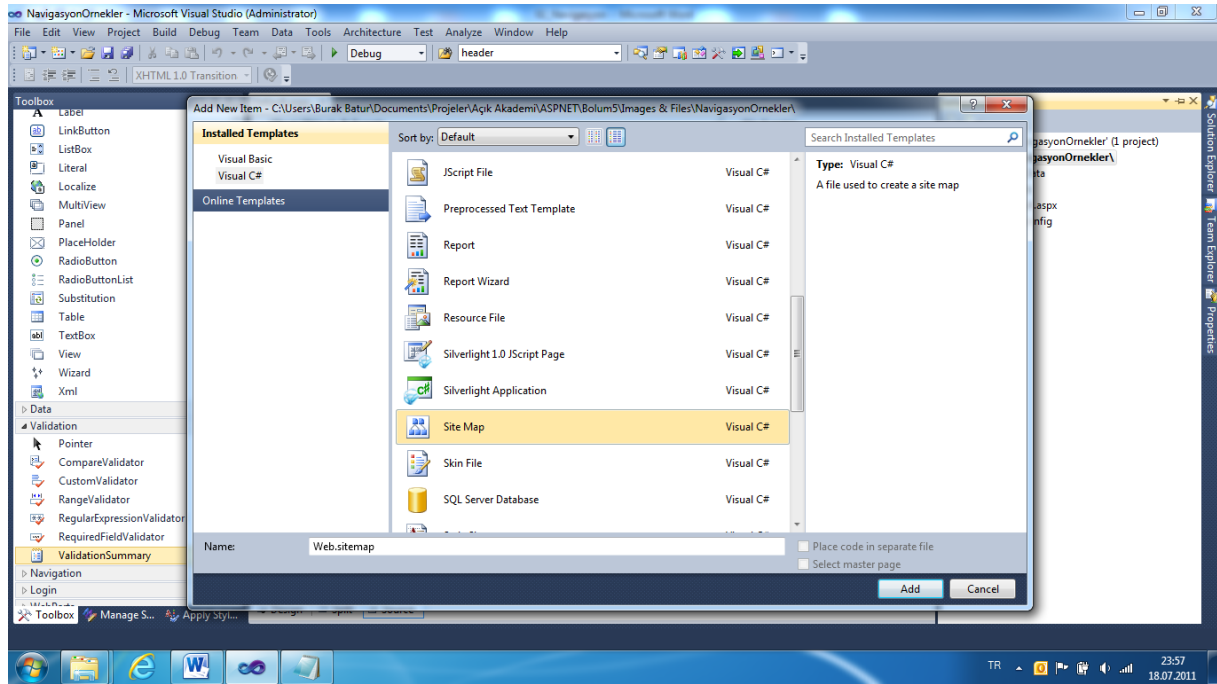 NavigasyonOrnekler - Microsoft Visual Studio (Administrator)
File Edit View Project Build Debug Team Data Tools Architecture Test Analyze Window Help
Debug header
XHTML 1.0 Transition
Toolbox
Label
LinkButton
ListBox
Literal
Localize
MultiView
Panel
PlaceHolder
RadioButton
RadioButtonList
Substitution
Table
TextBox
View
Wizard
Xml
Data
Validation
Pointer
CompareValidator
CustomValidator
RangeValidator
RegularExpressionValidator
RequiredFieldValidator
ValidationSummary
Navigation
Login
Toolbox Manage S... Apply Styl...
Add New Item - C:\Users\Burak Batur\Documents\Projeler\Açık Akademi\ASPNET\Bolum5\Images & Files\NavigasyonOrnekler\
Installed Templates
Visual Basic
Visual C#
Online Templates
Sort by: Default
Search Installed Templates
JScript File Visual C#
Preprocessed Text Template Visual C#
Report Visual C#
Report Wizard Visual C#
Resource File Visual C#
Silverlight 1.0 JScript Page Visual C#
Silverlight Application Visual C#
Site Map Visual C#
Skin File Visual C#
SQL Server Database Visual C#
Type: Visual C#
A file used to create a site map
Name: Web.sitemap
Place code in separate file
Select master page
Add Cancel
gasyonOrnekler' (1 project)
gasyonOrnekler\
ata
.aspx
nfig
Solution Explorer
Team Explorer
Properties
TR
23:57
18.07.2011